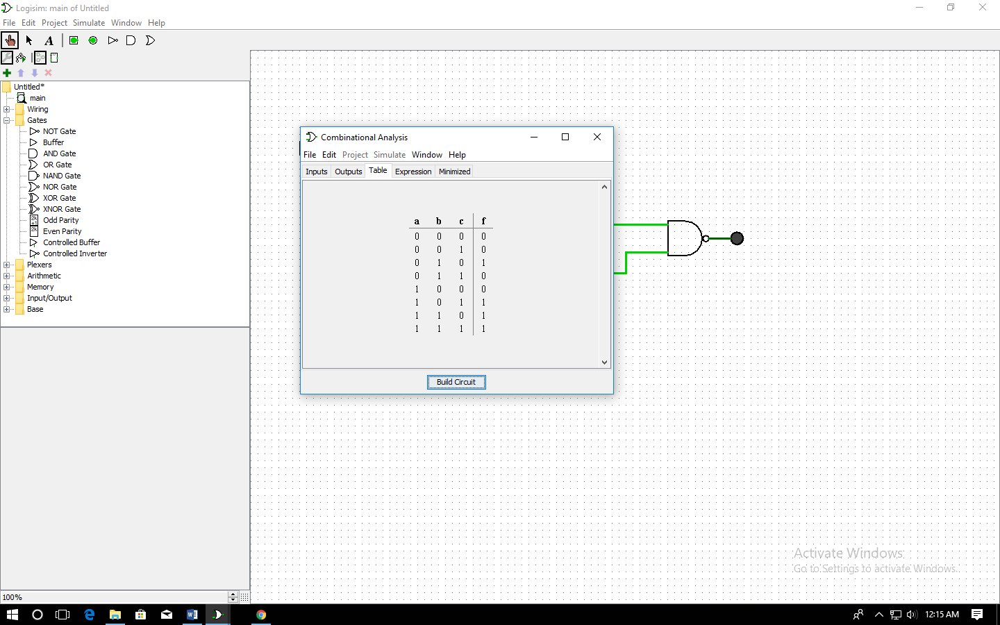 Logisim: main of Untitled
File Edit Project Simulate Window Help
A
Untitled*
main
Wiring
Gates
NOT Gate
Buffer
AND Gate
OR Gate
NAND Gate
NOR Gate
XOR Gate
XNOR Gate
Odd Parity
Even Parity
Controlled Buffer
Controlled Inverter
Plexers
Arithmetic
Memory
Input/Output
Base
100%
Combinational Analysis
File Edit Project Simulate Window Help
Inputs Outputs Table Expression Minimized
a b c f
0 0 0 0
0 0 1 0
0 1 0 1
0 1 1 0
1 0 0 0
1 0 1 1
1 1 0 1
1 1 1 1
Build Circuit
Activate Windows
Go to Settings to activate Windows.
12:15 AM